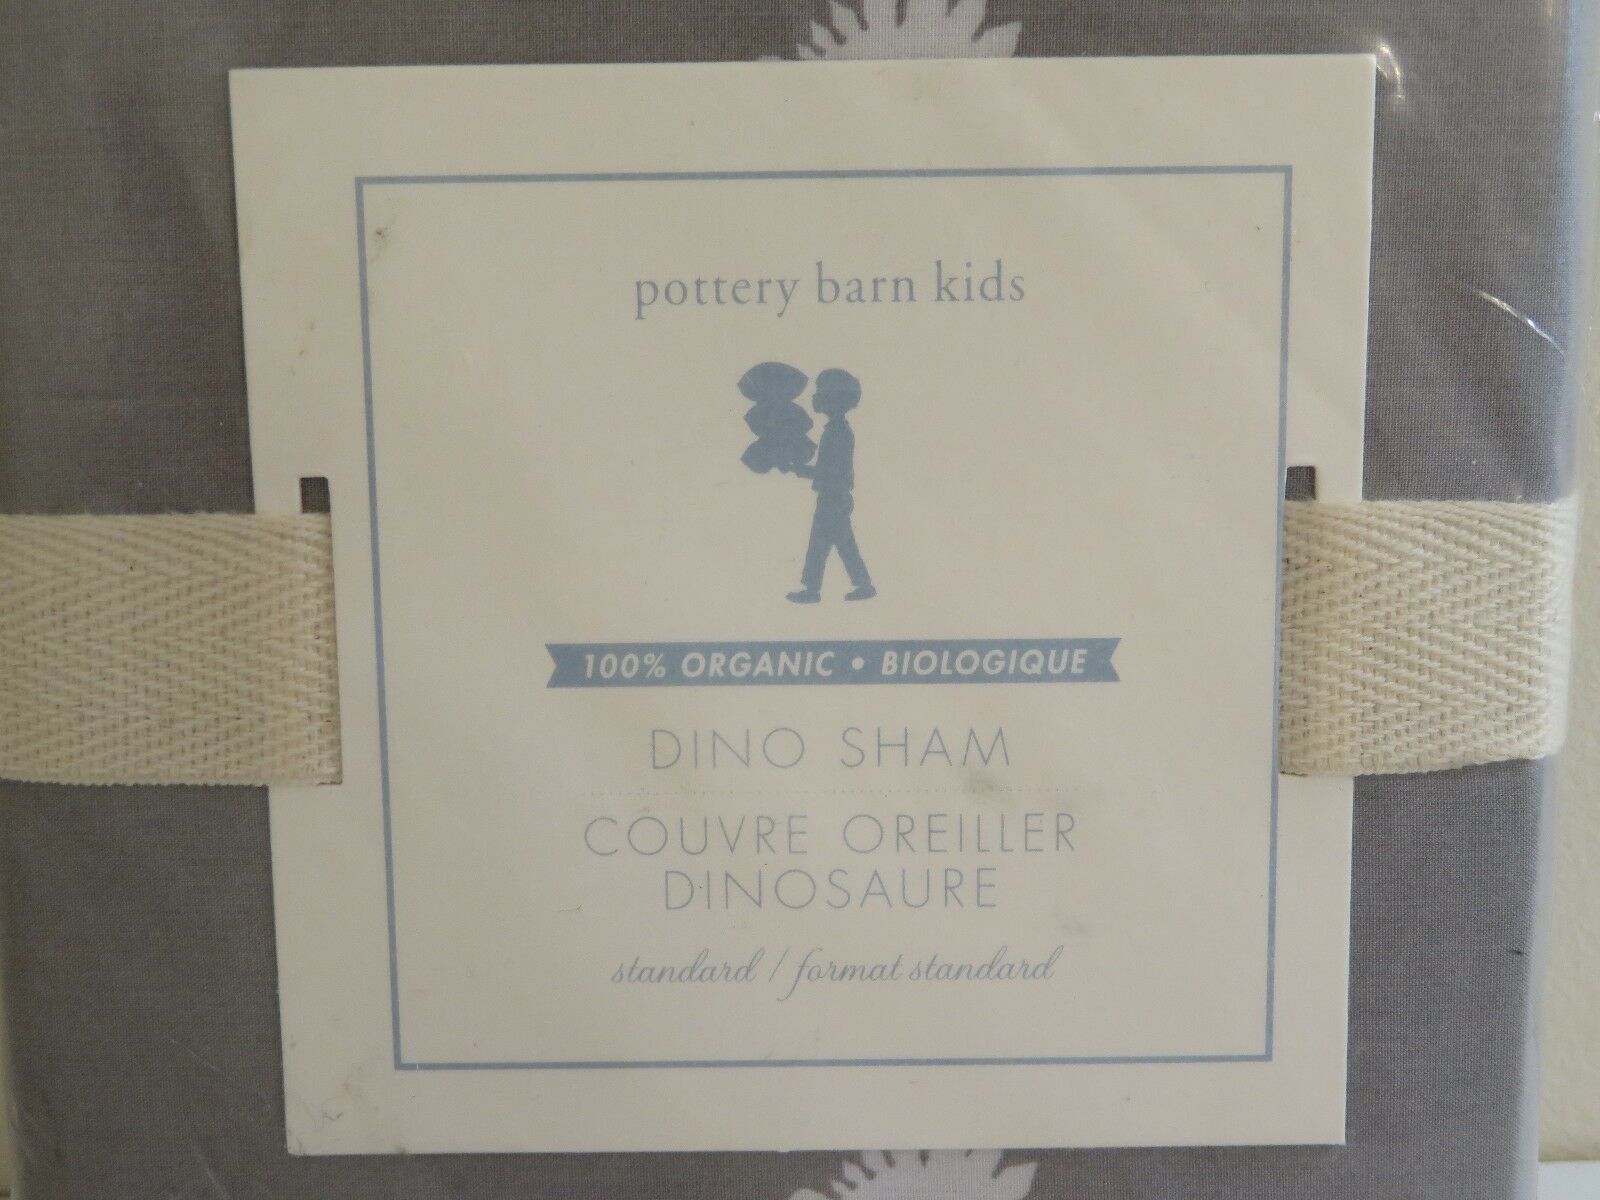 pottery barn kids
100% ORGANIC • BIOLOGIQUE
DINO SHAM
COUVRE OREILLER
DINOSAURE
standard / format standard